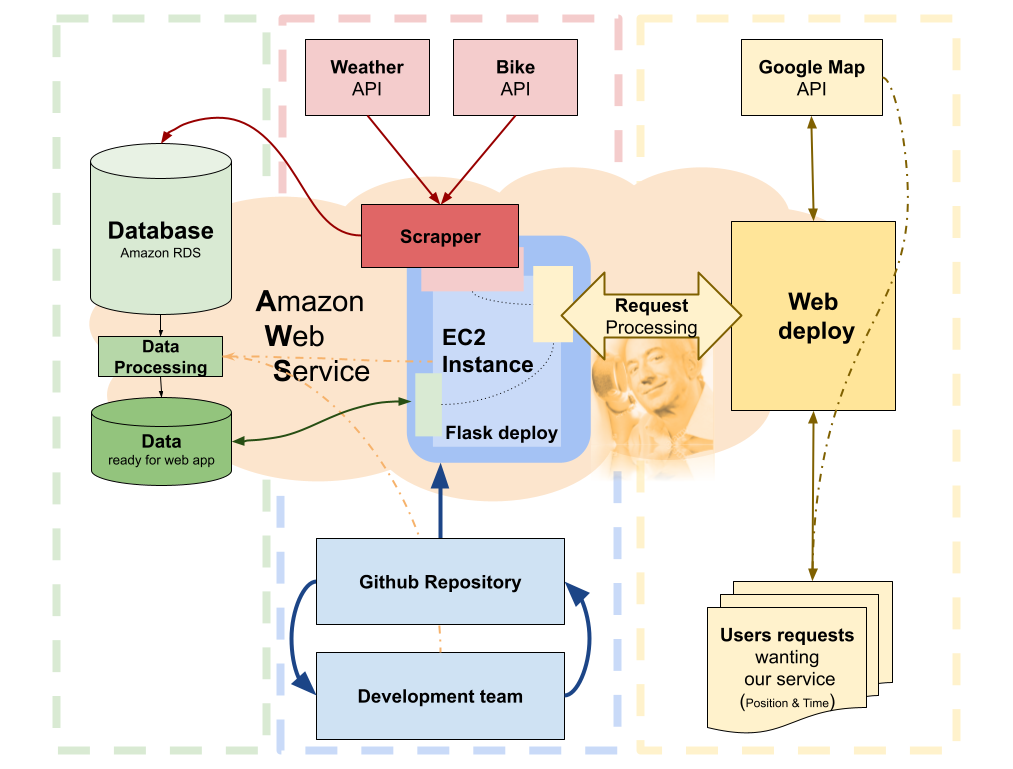 Weather
API
Bike
API
Google Map
API
Database
Amazon RDS
Scrapper
Amazon
Web
Service
EC2
Instance
Flask deploy
Request
Processing
Web
deploy
Data
Processing
Data
ready for web app
Github Repository
Development team
Users requests
wanting
our service
(Position & Time)